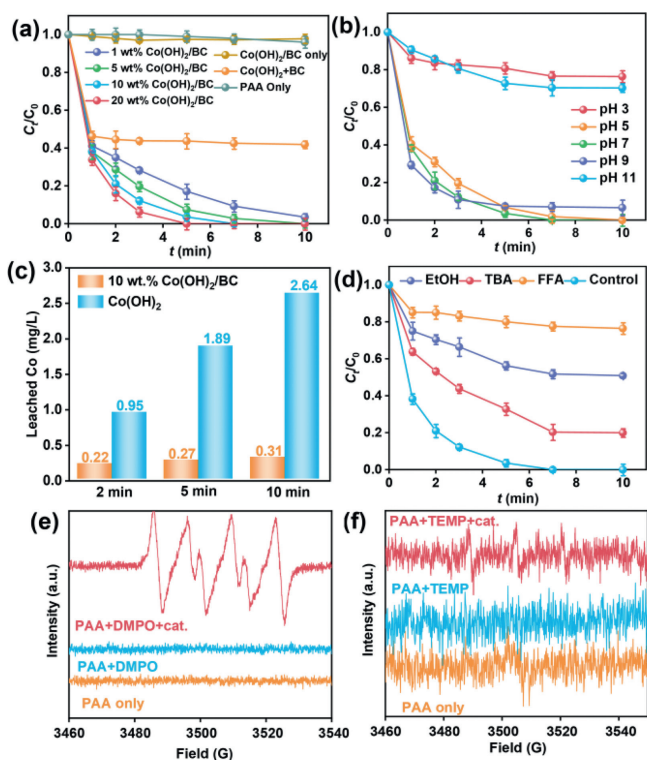 (a)
1.0
0.8
0.6
0.4
0.2
0.0
C_t/C_0
1 wt% Co(OH)2/BC
5 wt% Co(OH)2/BC
10 wt% Co(OH)2/BC
20 wt% Co(OH)2/BC
Co(OH)2/BC only
Co(OH)2+BC
PAA Only
0 2 4 6 8 10
t (min)
(b)
1.0
0.8
0.6
0.4
0.2
0.0
C_t/C_0
pH 3
pH 5
pH 7
pH 9
pH 11
0 2 4 6 8 10
t (min)
(c)
3.0
2.5
2.0
1.5
1.0
0.5
0.0
Leached Co (mg/L)
10 wt.% Co(OH)2/BC
Co(OH)2
0.22 0.95
0.27 1.89
0.31 2.64
2 min 5 min 10 min
(d)
EtOH TBA FFA Control
1.0
0.8
0.6
0.4
0.2
0.0
C_t/C_0
0 2 4 6 8 10
t (min)
(e)
Intensity (a.u.)
PAA+DMPO+cat.
PAA+DMPO
PAA only
3460 3480 3500 3520 3540
Field (G)
(f)
Intensity (a.u.)
PAA+TEMP+cat.
PAA+TEMP
PAA only
3460 3480 3500 3520 3540
Field (G)